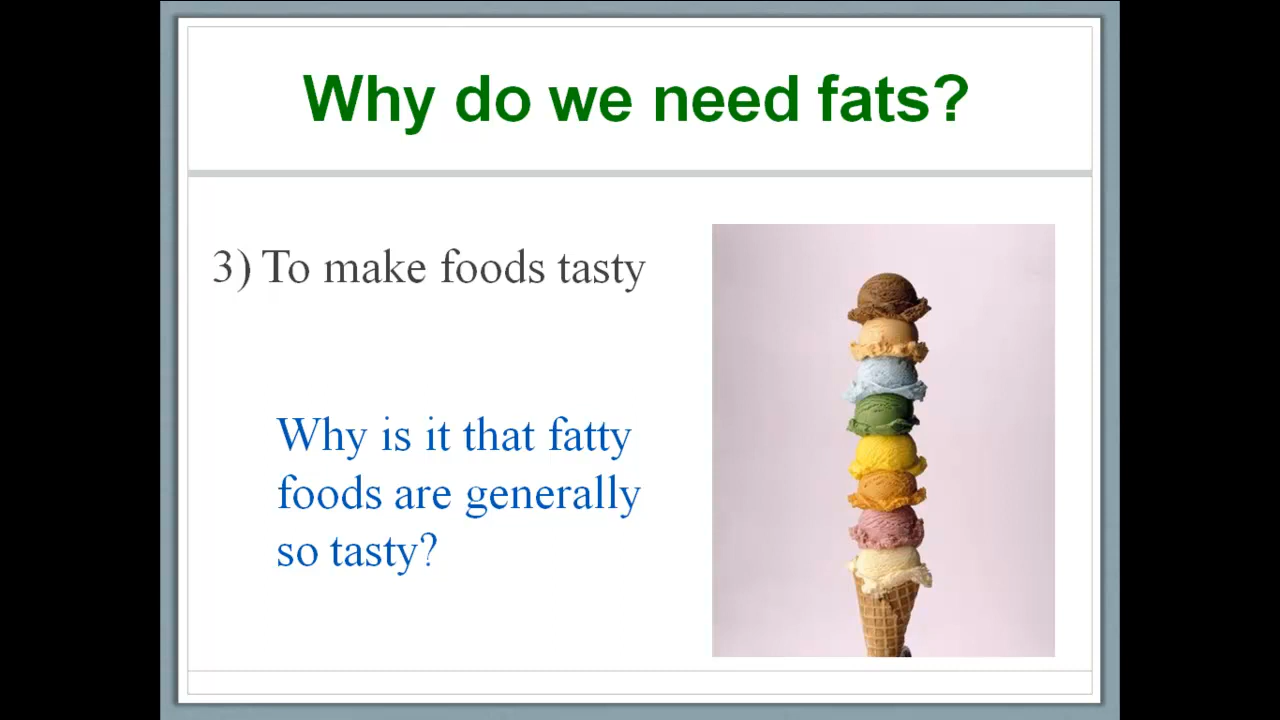 Why do we need fats?
3) To make foods tasty
Why is it that fatty
foods are generally
so tasty?